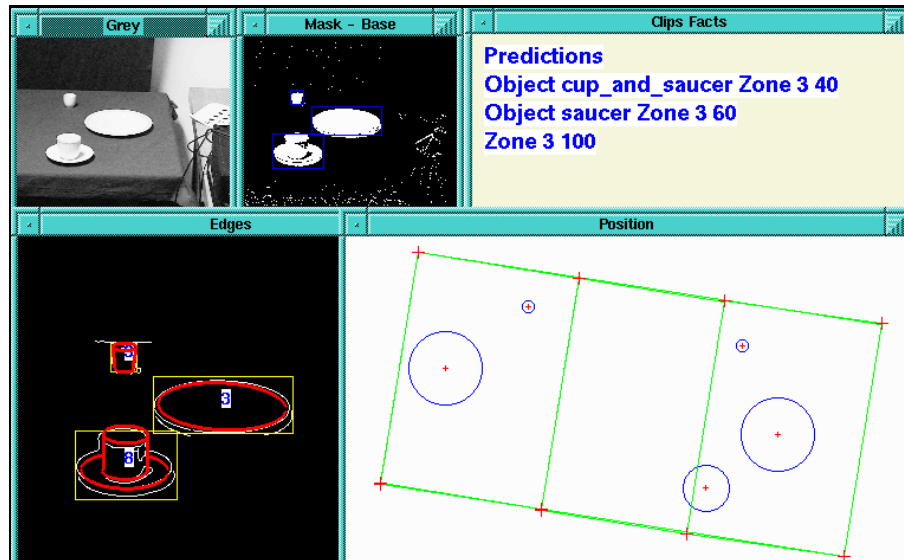 Grey
Mask - Base
Clips Facts
Predictions
Object cup_and_saucer Zone 3 40
Object saucer Zone 3 60
Zone 3 100
Edges
Position
3
8